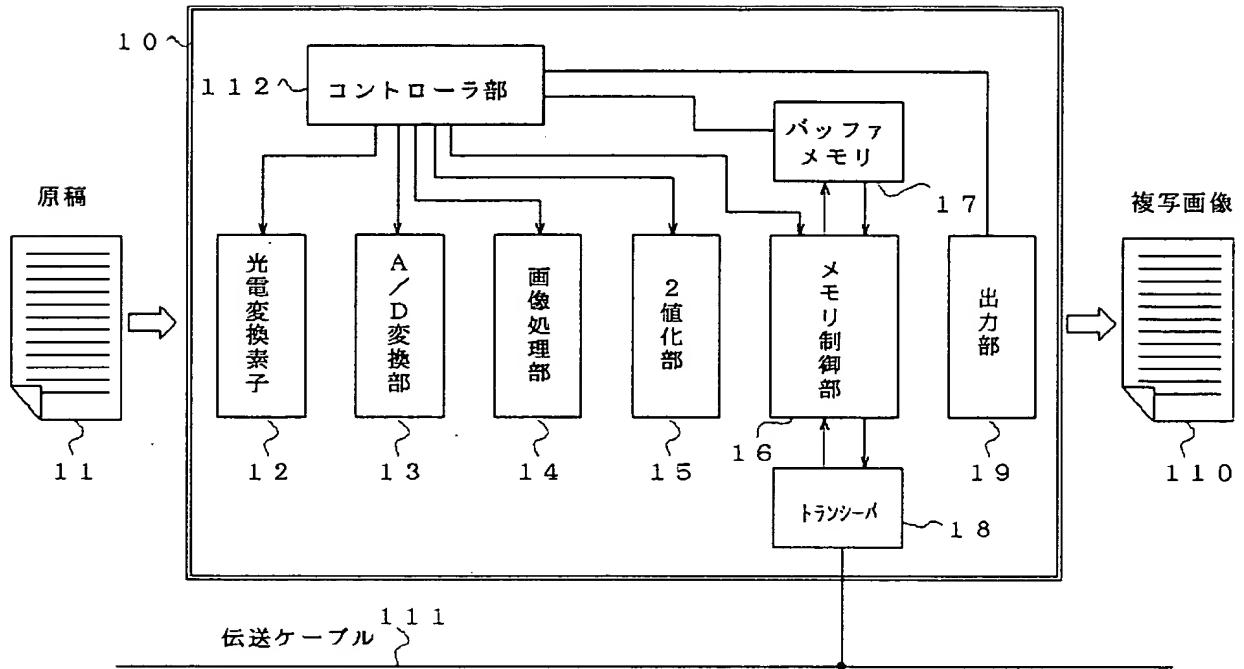 １０
１１２
コントローラ部
バッファ
メモリ
１７
原稿
複写画像
光電変換素子
A／D変換部
画像処理部
２値化部
メモリ制御部
出力部
１１
１２
１３
１４
１５
１６
１９
１１０
トランシーバ
１８
伝送ケーブル
１１１